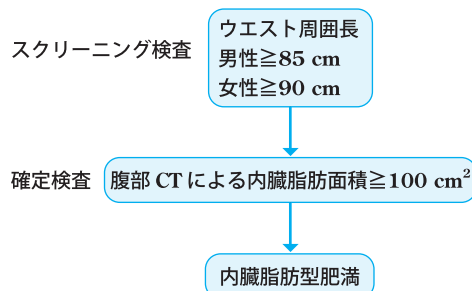 スクリーニング検査
ウエスト周囲長
男性≧85 cm
女性≧90 cm
確定検査
腹部 CT による内臓脂肪面積≧100 cm²
内臓脂肪型肥満